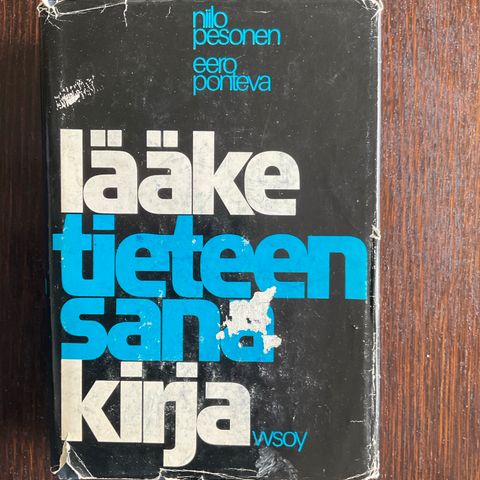 niilo
pesonen
eero
ponteva
lääke
tieteen
sana
kirja
wsoy